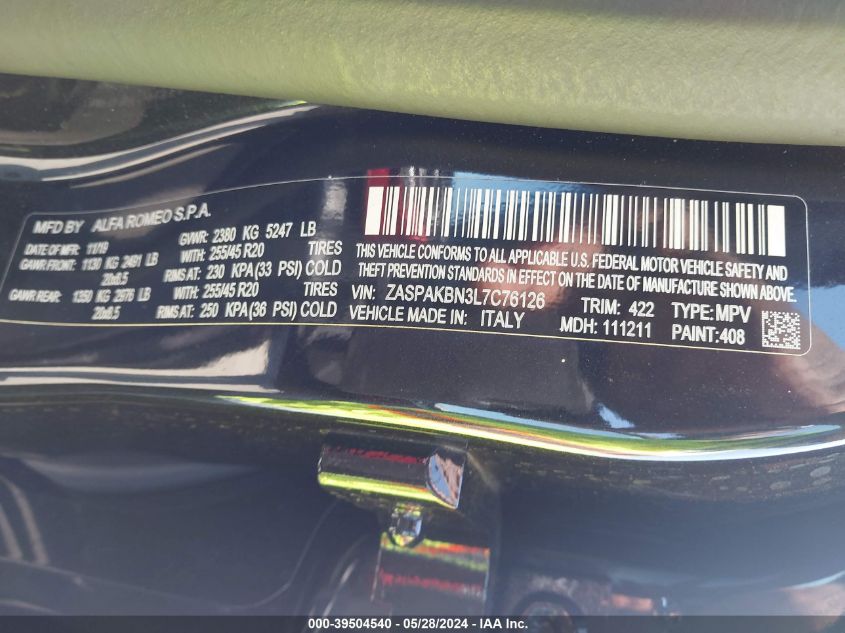 MFD BY ALFA ROMEO S.P.A.
DATE OF MFR: 11/19 GVWR: 2380 KG 5247 LB
GAWR FRONT: 1130 KG 2491 LB WITH: 255/45 R20 TIRES
20x8.5 RIMS AT: 230 KPA (33 PSI) COLD
GAWR REAR: 1350 KG 2976 LB WITH: 255/45 R20 TIRES
20x8.5 RIMS AT: 250 KPA (36 PSI) COLD
THIS VEHICLE CONFORMS TO ALL APPLICABLE U.S. FEDERAL MOTOR VEHICLE SAFETY AND
THEFT PREVENTION STANDARDS IN EFFECT ON THE DATE OF MANUFACTURE SHOWN ABOVE.
VIN: ZASPAKBN3L7C76126 TRIM: 422 TYPE: MPV
VEHICLE MADE IN: ITALY MDH: 111211 PAINT: 408
000-39504540 / 05/28/2024 - IAA Inc.